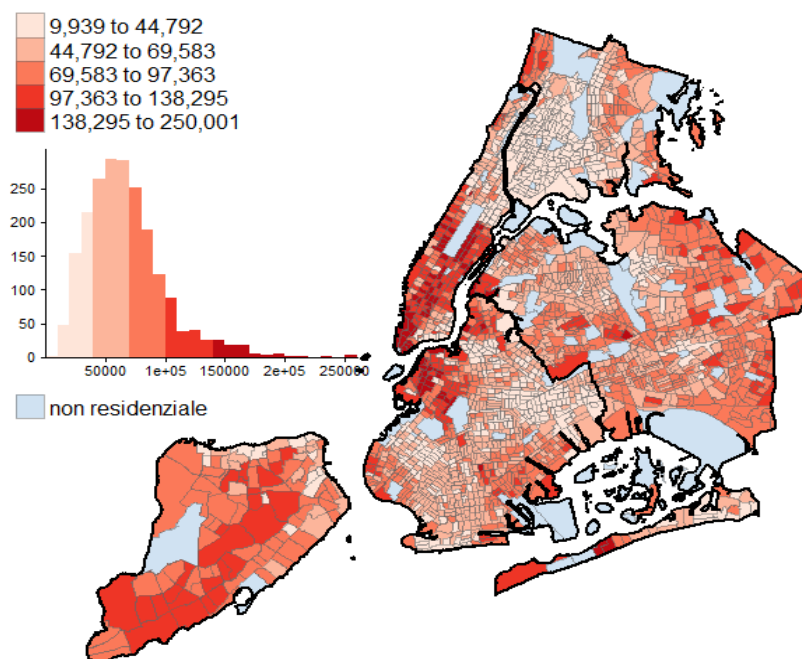 9,939 to 44,792
44,792 to 69,583
69,583 to 97,363
97,363 to 138,295
138,295 to 250,001
250
200
150
100
50
0
50000 1e+05 150000 2e+05 250000
non residenziale